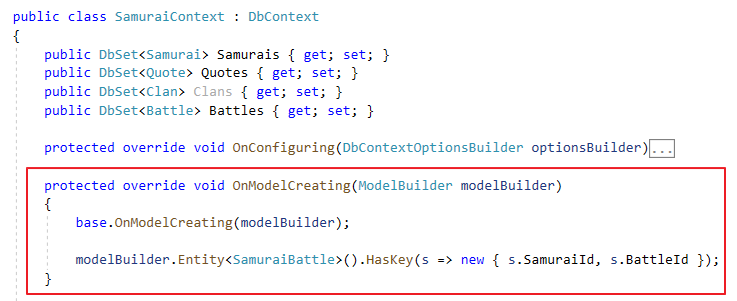 public class SamuraiContext : DbContext
{
public DbSet<Samurai> Samurais { get; set; }
public DbSet<Quote> Quotes { get; set; }
public DbSet<Clan> Clans { get; set; }
public DbSet<Battle> Battles { get; set; }
protected override void OnConfiguring(DbContextOptionsBuilder optionsBuilder)...
protected override void OnModelCreating(ModelBuilder modelBuilder)
{
base.OnModelCreating(modelBuilder);
modelBuilder.Entity<SamuraiBattle>().HasKey(s => new { s.SamuraiId, s.BattleId });
}